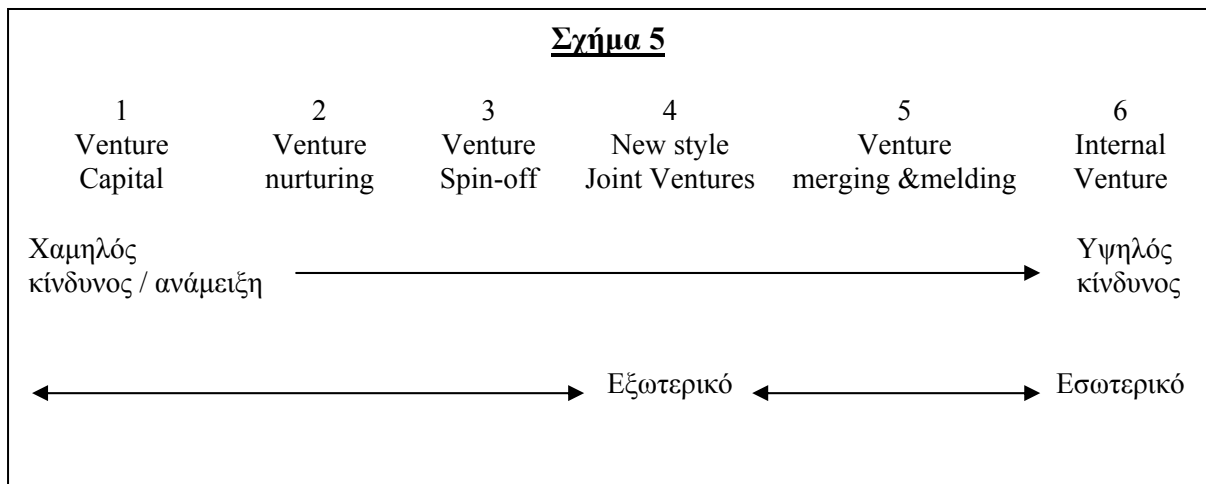 Σχήμα 5
1 2 3 4 5 6
Venture Venture Venture New style Venture Internal
Capital nurturing Spin-off Joint Ventures merging &melding Venture
Χαμηλός Υψηλός
κίνδυνος / ανάμειξη κίνδυνος
Εξωτερικό Εσωτερικό